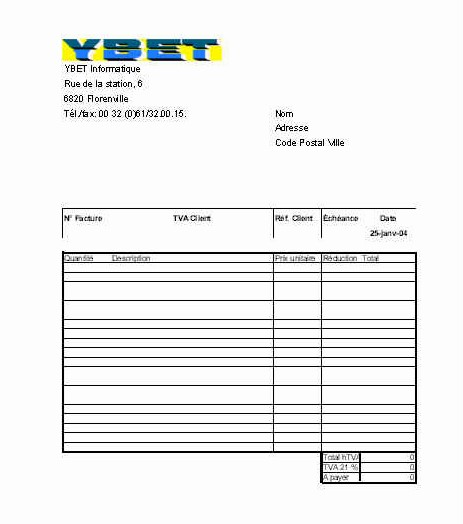 YBET
YBET Informatique
Rue de la station, 6
6820 Florenville
Tél./fax: 00 32 (0)61/32.00.15.
Nom
Adresse
Code Postal Ville
N° Facture TVA Client Réf. Client Échéance Date
25-janv-04
Quantité Description Prix unitaire Réduction Total
Total hTVA 0
TVA 21 % 0
A payer 0